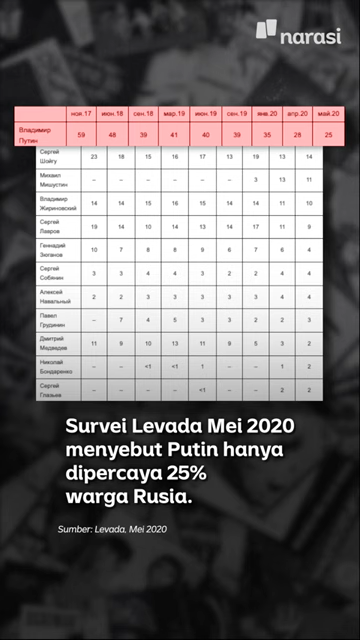 narasi
ноя.17 июн.18 сен.18 мар.19 июн.19 сен.19 янв.20 апр.20 май.20
Владимир
Путин 59 48 39 41 40 39 35 28 25
Сергей
Шойгу 23 18 15 16 17 13 19 13 14
Михаил
Мишустин – – – – – – 3 13 11
Владимир
Жириновский 14 14 15 16 15 14 14 11 10
Сергей
Лавров 19 14 10 14 13 14 17 11 9
Геннадий
Зюганов 10 7 8 8 9 7 6 6 4
Сергей
Собянин 3 3 4 4 3 2 2 4 4
Алексей
Навальный 2 2 3 3 3 3 3 4 4
Павел
Грудинин – 7 4 5 3 3 2 2 3
Дмитрий
Медведев 11 9 10 13 11 9 5 3 2
Николай
Бондаренко – – <1 <1 1 – – 1 2
Сергей
Глазьев – – – – <1 – – 2 2
Survei Levada Mei 2020
menyebut Putin hanya
dipercaya 25%
warga Rusia.
Sumber: Levada, Mei 2020